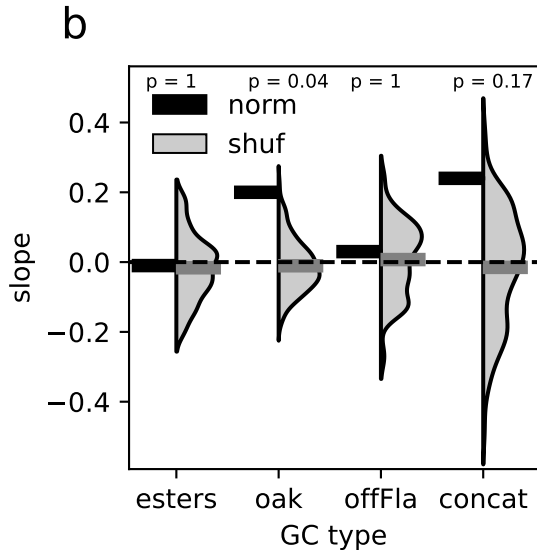 b
p = 1 p = 0.04 p = 1 p = 0.17
norm
shuf
0.4
0.2
0.0
−0.2
−0.4
slope
esters oak offFla concat
GC type